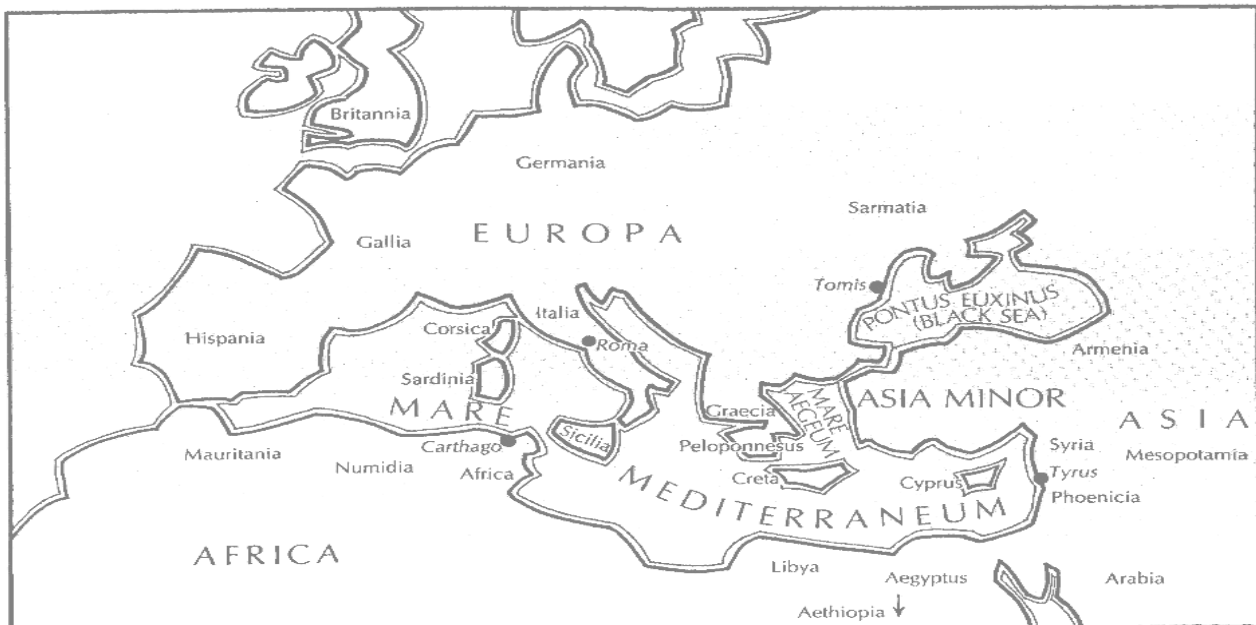 Britannia
Germania
Sarmatia
EUROPA
Gallia
Tomis
PONTUS EUXINUS
(BLACK SEA)
Italia
Corsica
Hispania
Roma
Armenia
Sardinia
ASIA MINOR
MARE
Graecia
MARE
AEGEUM
ASIA
Sicilia
Carthago
Peloponnesus
Syria
Mauritania
Numidia
Africa
Mesopotamia
Creta
Cyprus
Tyrus
MEDITERRANEUM
Phoenicia
AFRICA
Libya
Aegyptus
Arabia
Aethiopia